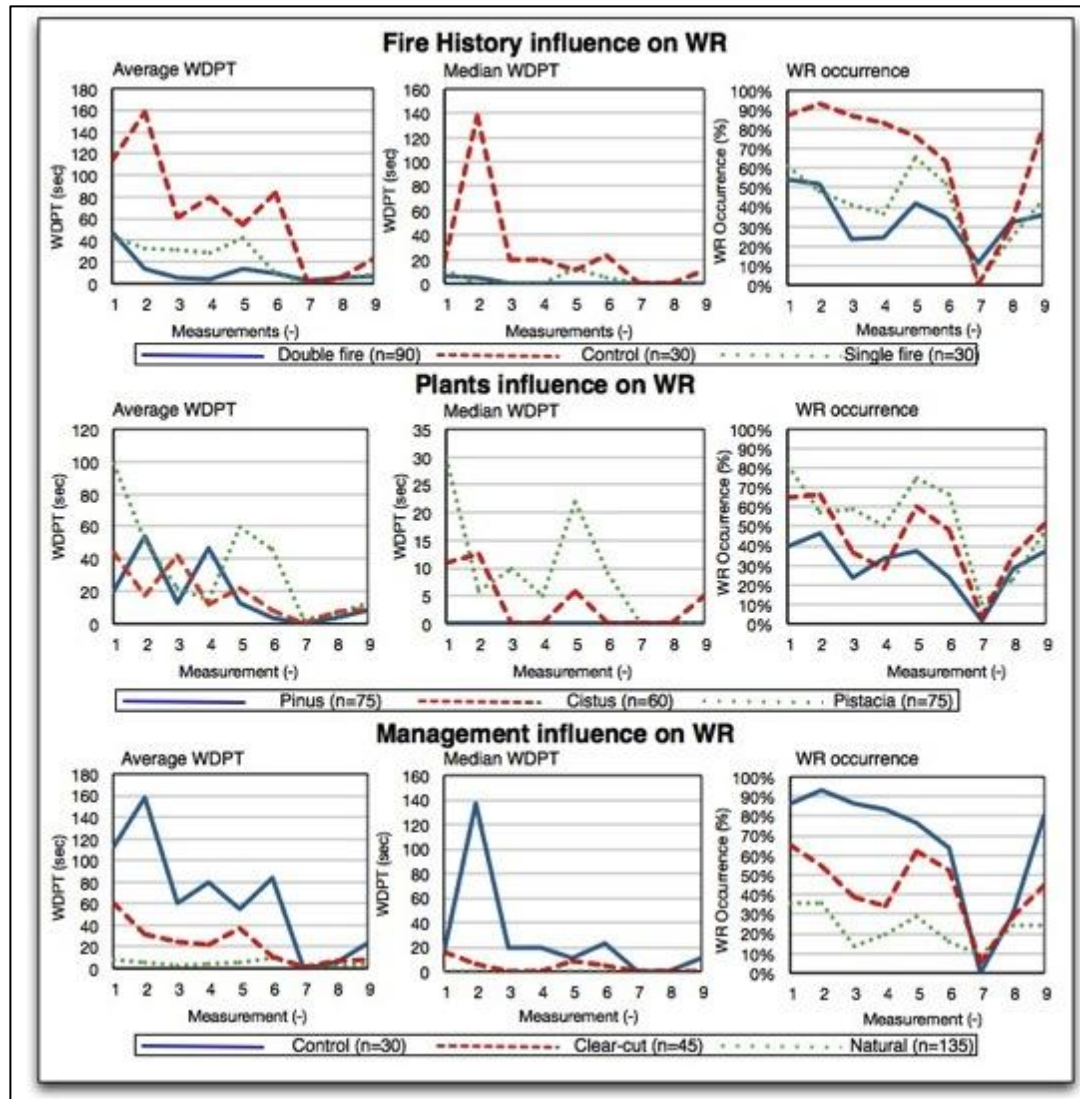 Fire History influence on WR
Average WDPT
Median WDPT
WR occurrence
WDPT (sec)
180
160
140
120
100
80
60
40
20
0
1 2 3 4 5 6 7 8 9
Measurements (-)
WDPT (sec)
160
140
120
100
80
60
40
20
0
1 2 3 4 5 6 7 8 9
Measurements (-)
WR Occurrence (%)
100%
90%
80%
70%
60%
50%
40%
30%
20%
10%
0%
1 2 3 4 5 6 7 8 9
Measurements (-)
Double fire (n=90) Control (n=30) Single fire (n=30)
Plants influence on WR
Average WDPT
Median WDPT
WR occurrence
WDPT (sec)
120
100
80
60
40
20
0
1 2 3 4 5 6 7 8 9
Measurement (-)
WDPT (sec)
35
30
25
20
15
10
5
0
1 2 3 4 5 6 7 8 9
Measurement (-)
WR Occurrence (%)
100%
90%
80%
70%
60%
50%
40%
30%
20%
10%
0%
1 2 3 4 5 6 7 8 9
Measurement (-)
Pinus (n=75) Cistus (n=60) Pistacia (n=75)
Management influence on WR
Average WDPT
Median WDPT
WR occurrence
WDPT (sec)
180
160
140
120
100
80
60
40
20
0
1 2 3 4 5 6 7 8 9
Measurement (-)
WDPT (sec)
160
140
120
100
80
60
40
20
0
1 2 3 4 5 6 7 8 9
Measurement (-)
WR Occurrence (%)
100%
90%
80%
70%
60%
50%
40%
30%
20%
10%
0%
1 2 3 4 5 6 7 8 9
Measurement (-)
Control (n=30) Clear-cut (n=45) Natural (n=135)